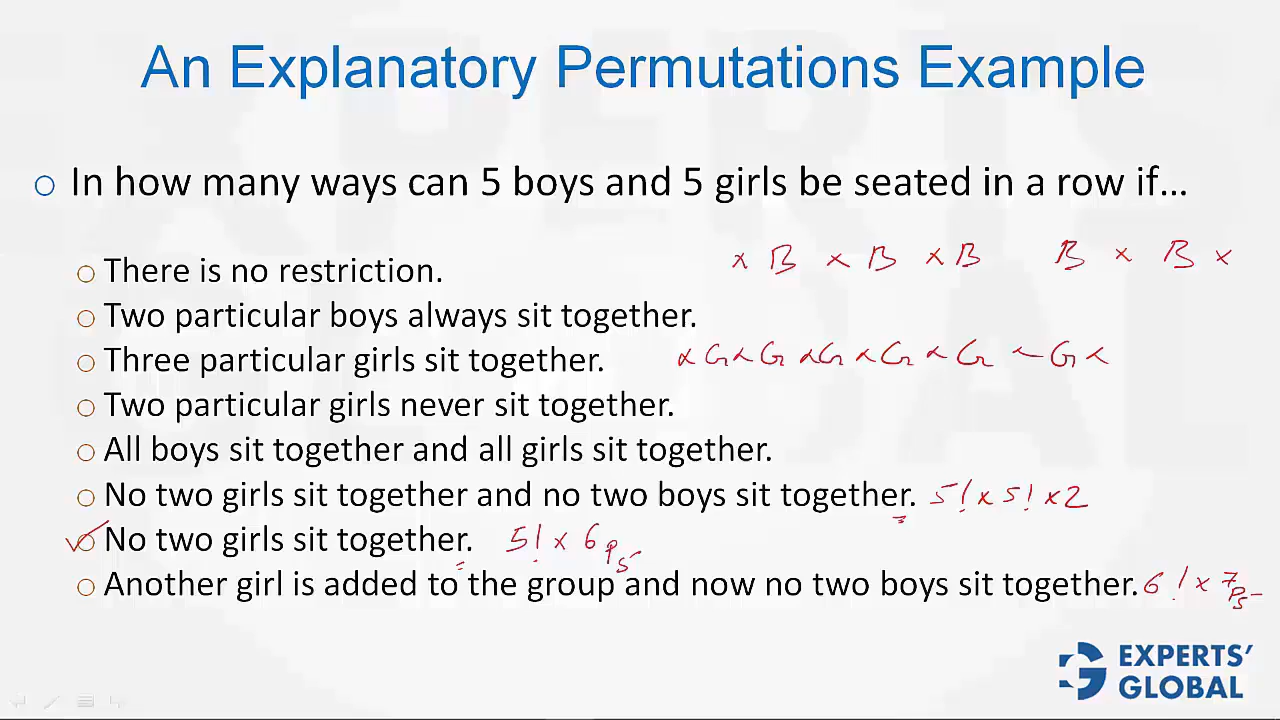 An Explanatory Permutations Example
In how many ways can 5 boys and 5 girls be seated in a row if...
× B × B × B B × B ×
There is no restriction.
Two particular boys always sit together.
Three particular girls sit together. × G × G × G × G × G × G ×
Two particular girls never sit together.
All boys sit together and all girls sit together.
No two girls sit together and no two boys sit together. 5! × 5! × 2
No two girls sit together. 5! × 6P5
Another girl is added to the group and now no two boys sit together. 6! × 7P5
EXPERTS'
GLOBAL